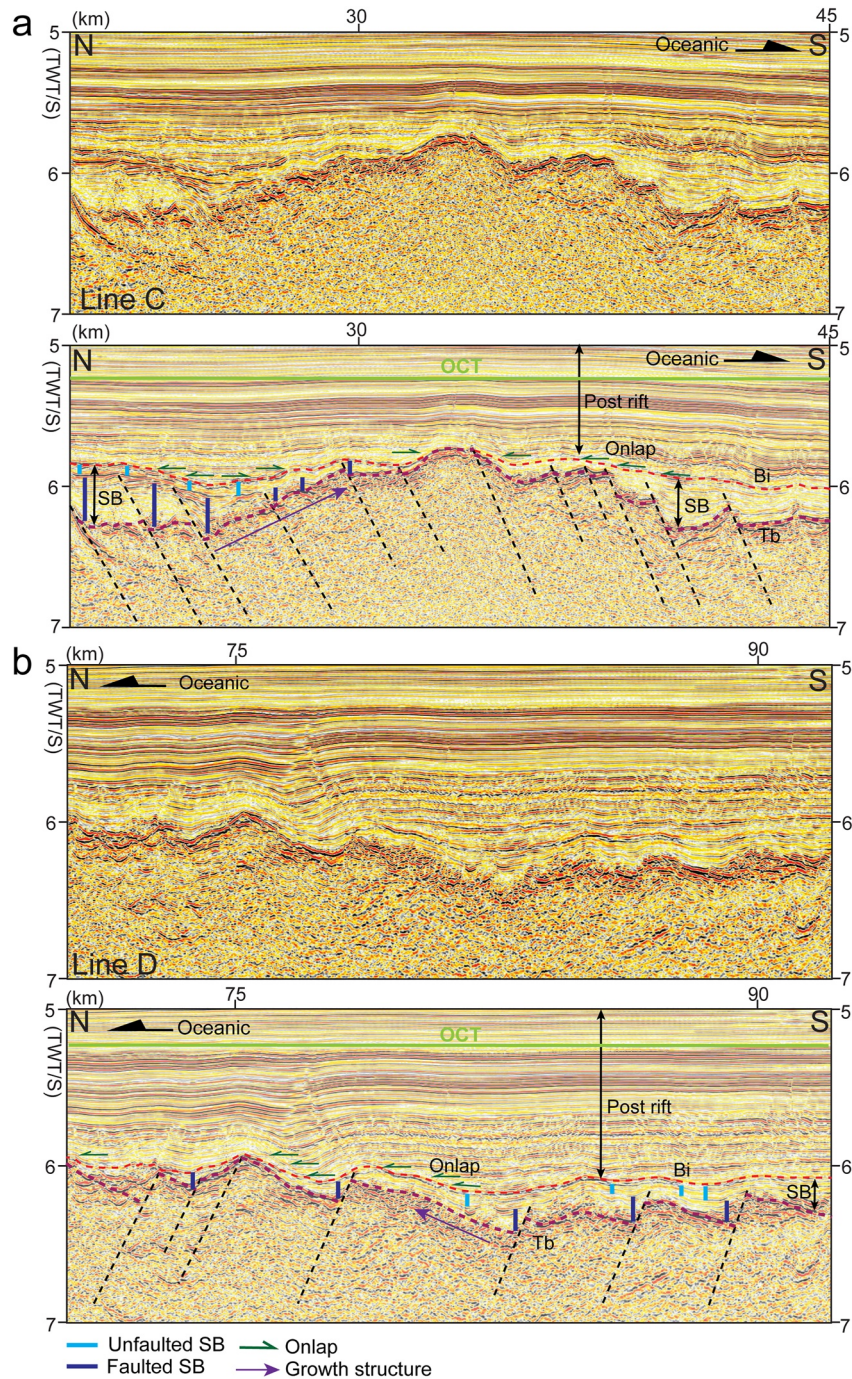 a
(km) 30 45
5 N Oceanic S 5
(TWT/S)
6 6
Line C
7 7
(km) 30 45
5 N Oceanic S 5
OCT
(TWT/S)
Post rift
Onlap
6 SB Bi 6
SB
Tb
7 7
b
(km) 75 90
5 N Oceanic S
(TWT/S)
6
Line D
7
(km) 75 90
5 N Oceanic S 5
OCT
(TWT/S)
Post rift
6 Onlap Bi 6
SB
Tb
7 7
Unfaulted SB Onlap
Faulted SB Growth structure